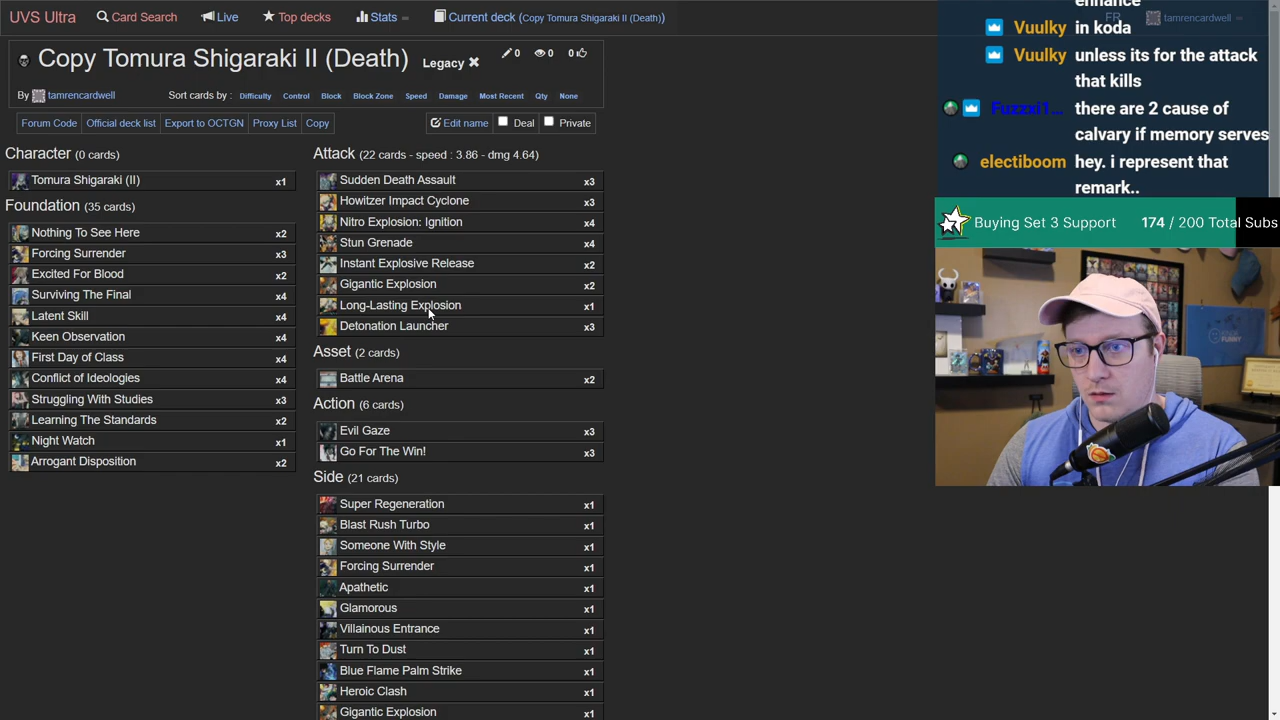 UVS Ultra
Card Search
Live
Top decks
Stats
Current deck (Copy Tomura Shigaraki II (Death))
FR
tamrencardwell
Copy Tomura Shigaraki II (Death)
Legacy
0
0
0
By tamrencardwell
Sort cards by :
Difficulty
Control
Block
Block Zone
Speed
Damage
Most Recent
Qty
None
Forum Code
Official deck list
Export to OCTGN
Proxy List
Copy
Edit name
Deal
Private
Character (0 cards)
Tomura Shigaraki (II) x1
Foundation (35 cards)
Nothing To See Here x2
Forcing Surrender x3
Excited For Blood x2
Surviving The Final x4
Latent Skill x4
Keen Observation x4
First Day of Class x4
Conflict of Ideologies x4
Struggling With Studies x3
Learning The Standards x2
Night Watch x1
Arrogant Disposition x2
Attack (22 cards - speed : 3.86 - dmg 4.64)
Sudden Death Assault x3
Howitzer Impact Cyclone x3
Nitro Explosion: Ignition x4
Stun Grenade x4
Instant Explosive Release x2
Gigantic Explosion x2
Long-Lasting Explosion x1
Detonation Launcher x3
Asset (2 cards)
Battle Arena x2
Action (6 cards)
Evil Gaze x3
Go For The Win! x3
Side (21 cards)
Super Regeneration x1
Blast Rush Turbo x1
Someone With Style x1
Forcing Surrender x1
Apathetic x1
Glamorous x1
Villainous Entrance x1
Turn To Dust x1
Blue Flame Palm Strike x1
Heroic Clash x1
Gigantic Explosion x1
enhance
Vuulky in koda
Vuulky unless its for the attack
that kills
Fuzzxi1... there are 2 cause of
calvary if memory serves
electiboom hey. i represent that
remark..
Buying Set 3 Support 174 / 200 Total Subs